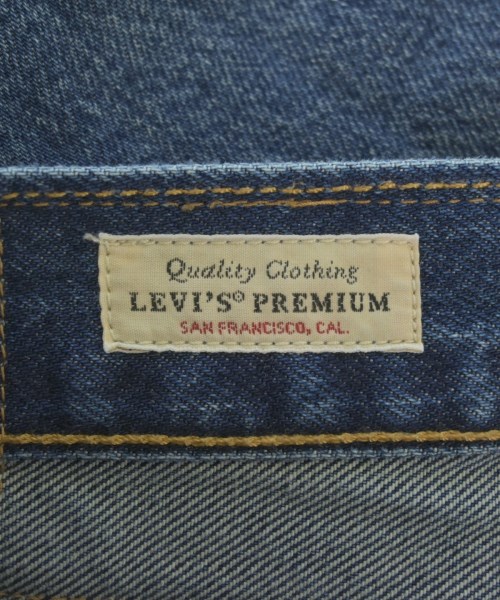 Quality Clothing
LEVI'S® PREMIUM
SAN FRANCISCO, CAL.